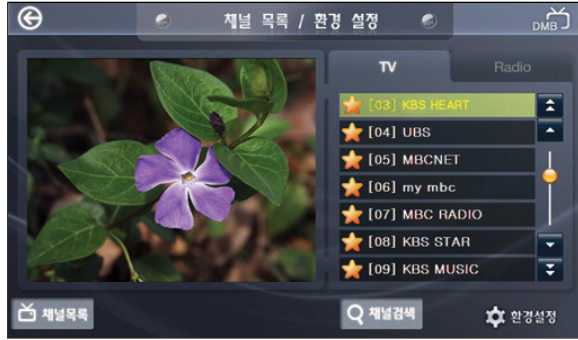 채널 목록 / 환경 설정
DMB
TV
Radio
[03] KBS HEART
[04] UBS
[05] MBCNET
[06] my mbc
[07] MBC RADIO
[08] KBS STAR
[09] KBS MUSIC
채널목록
채널검색
환경설정